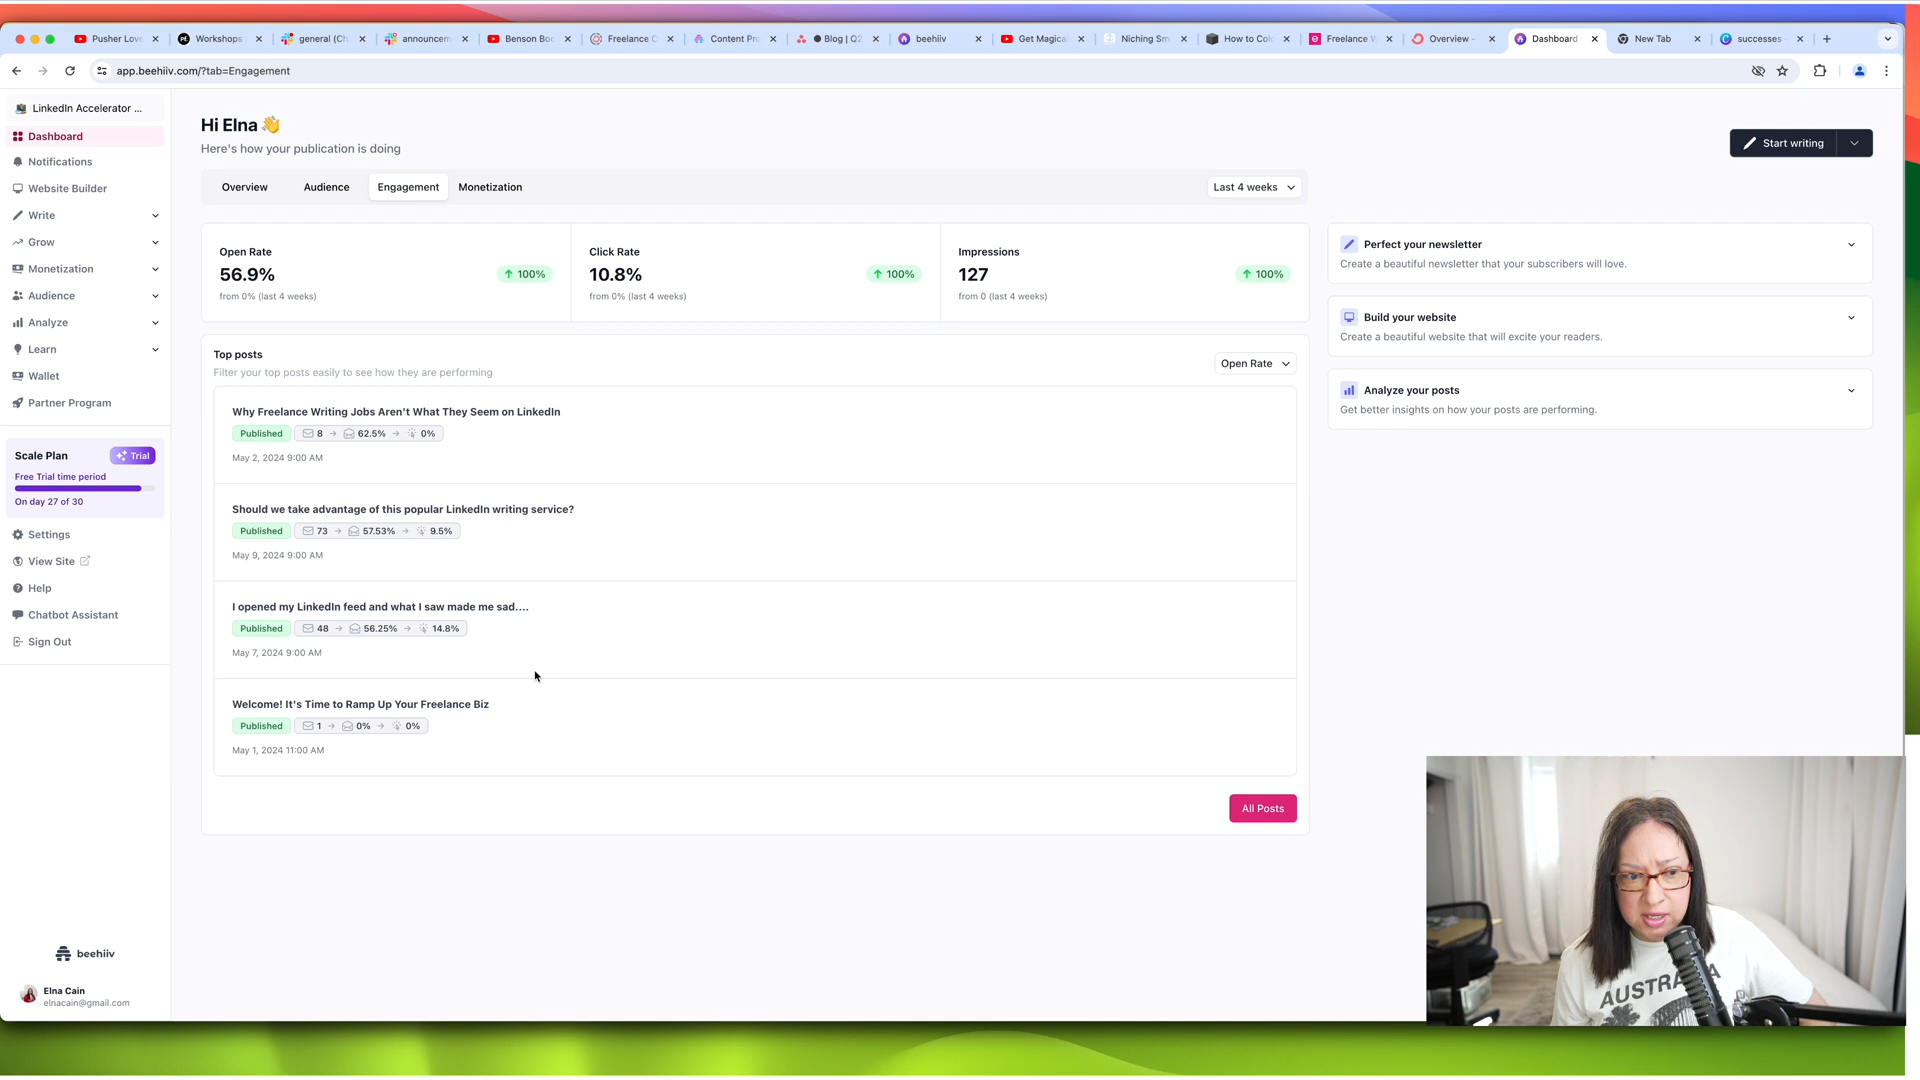 Pusher Lov
Workshops
general (Ch
announcem
Benson Boo
Freelance C
Content Pro
Blog | Q2
beehiiv
Get Magica
Niching Sm
How to Col
Freelance W
Overview -
Dashboard
New Tab
successes
app.beehiiv.com/?tab=Engagement
LinkedIn Accelerator ...
Dashboard
Notifications
Website Builder
Write
Grow
Monetization
Audience
Analyze
Learn
Wallet
Partner Program
Scale Plan
Trial
Free Trial time period
On day 27 of 30
Settings
View Site
Help
Chatbot Assistant
Sign Out
beehiiv
Elna Cain
elnacain@gmail.com
Hi Elna 👋
Here's how your publication is doing
Start writing
Overview
Audience
Engagement
Monetization
Last 4 weeks
Open Rate
56.9%
100%
from 0% (last 4 weeks)
Click Rate
10.8%
100%
from 0% (last 4 weeks)
Impressions
127
100%
from 0 (last 4 weeks)
Top posts
Filter your top posts easily to see how they are performing
Open Rate
Why Freelance Writing Jobs Aren't What They Seem on LinkedIn
Published 8 → 62.5% → 0%
May 2, 2024 9:00 AM
Should we take advantage of this popular LinkedIn writing service?
Published 73 → 57.53% → 9.5%
May 9, 2024 9:00 AM
I opened my LinkedIn feed and what I saw made me sad....
Published 48 → 56.25% → 14.8%
May 7, 2024 9:00 AM
Welcome! It's Time to Ramp Up Your Freelance Biz
Published 1 → 0% → 0%
May 1, 2024 11:00 AM
All Posts
Perfect your newsletter
Create a beautiful newsletter that your subscribers will love.
Build your website
Create a beautiful website that will excite your readers.
Analyze your posts
Get better insights on how your posts are performing.